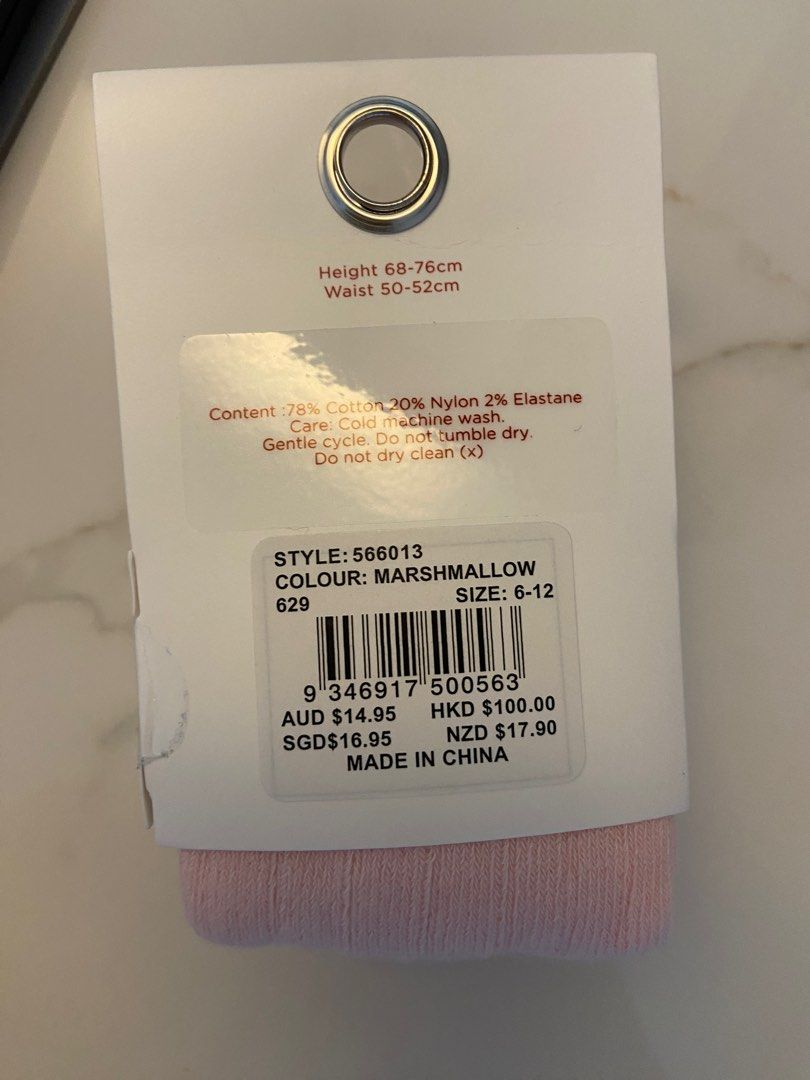 Height 68-76cm
Waist 50-52cm
Content :78% Cotton 20% Nylon 2% Elastane
Care: Cold machine wash.
Gentle cycle. Do not tumble dry.
Do not dry clean (x)
STYLE: 566013
COLOUR: MARSHMALLOW
629 SIZE: 6-12
9 346917 500563
AUD $14.95 HKD $100.00
SGD$16.95 NZD $17.90
MADE IN CHINA